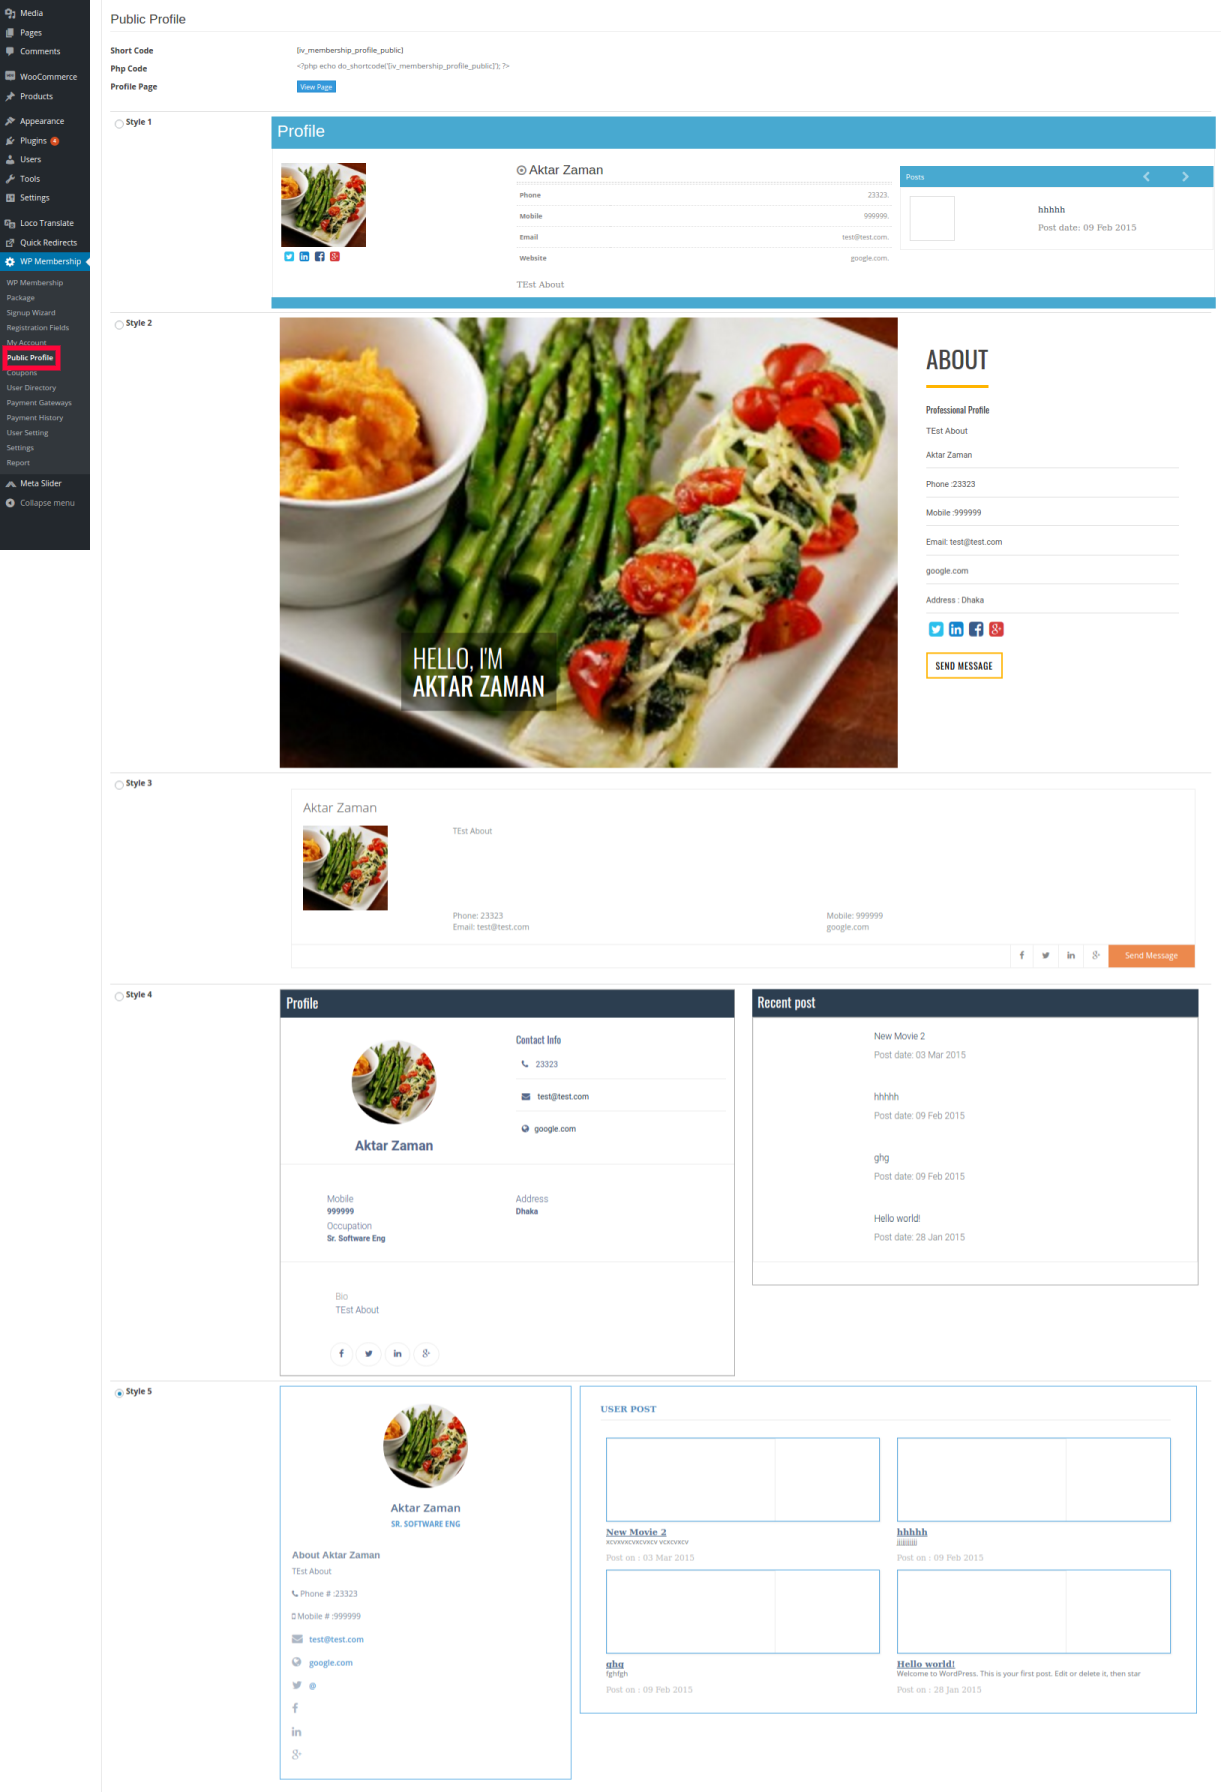 Media
Pages
Comments
WooCommerce
Products
Appearance
Plugins 4
Users
Tools
Settings
Loco Translate
Quick Redirects
WP Membership
WP Membership
Package
Signup Wizard
Registration Fields
My Account
Public Profile
Coupons
User Directory
Payment Gateways
Payment History
User Setting
Settings
Report
Meta Slider
Collapse menu
Public Profile
Short Code [iv_membership_profile_public]
Php Code <?php echo do_shortcode('[iv_membership_profile_public]'); ?>
Profile Page View Page
Style 1
Profile
Aktar Zaman
Phone 23323.
Mobile 999999.
Email test@test.com.
Website google.com.
TEst About
Posts
hhhhh
Post date: 09 Feb 2015
Style 2
HELLO, I'M
AKTAR ZAMAN
ABOUT
Professional Profile
TEst About
Aktar Zaman
Phone :23323
Mobile :999999
Email: test@test.com
google.com
Address : Dhaka
SEND MESSAGE
Style 3
Aktar Zaman
TEst About
Phone: 23323 Mobile: 999999
Email: test@test.com google.com
Send Message
Style 4
Profile
Contact Info
23323
test@test.com
google.com
Aktar Zaman
Mobile
999999
Occupation
Sr. Software Eng
Address
Dhaka
Bio
TEst About
Recent post
New Movie 2
Post date: 03 Mar 2015
hhhhh
Post date: 09 Feb 2015
ghg
Post date: 09 Feb 2015
Hello world!
Post date: 28 Jan 2015
Style 5
Aktar Zaman
SR. SOFTWARE ENG
About Aktar Zaman
TEst About
Phone # :23323
Mobile # :999999
test@test.com
google.com
@
USER POST
New Movie 2
Post on : 03 Mar 2015
hhhhh
Post on : 09 Feb 2015
ghg
fghfgh
Post on : 09 Feb 2015
Hello world!
Welcome to WordPress. This is your first post. Edit or delete it, then star
Post on : 28 Jan 2015